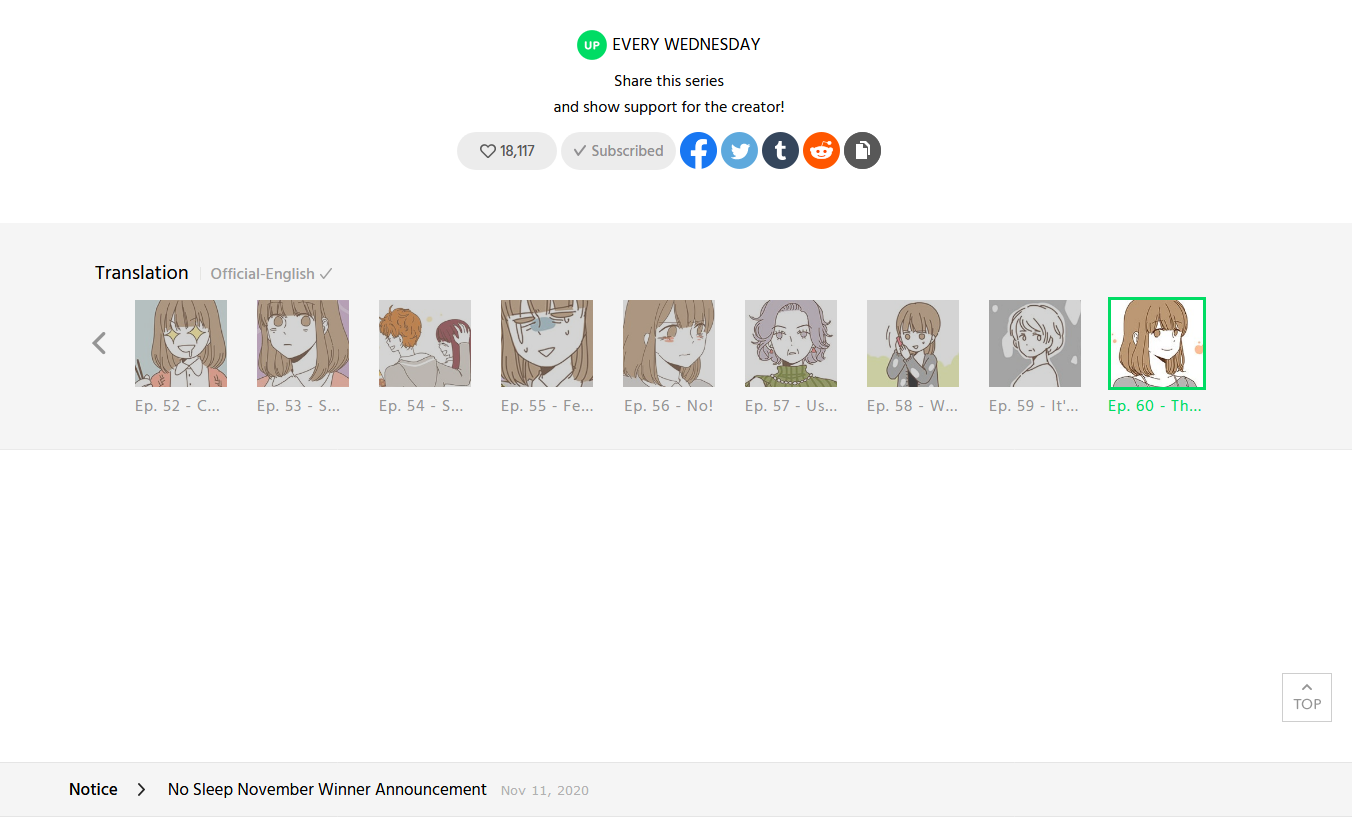 UP EVERY WEDNESDAY
Share this series
and show support for the creator!
18,117 Subscribed
Translation Official-English
Ep. 52 - C... Ep. 53 - S... Ep. 54 - S... Ep. 55 - Fe... Ep. 56 - No! Ep. 57 - Us... Ep. 58 - W... Ep. 59 - It'... Ep. 60 - Th...
TOP
Notice No Sleep November Winner Announcement Nov 11, 2020